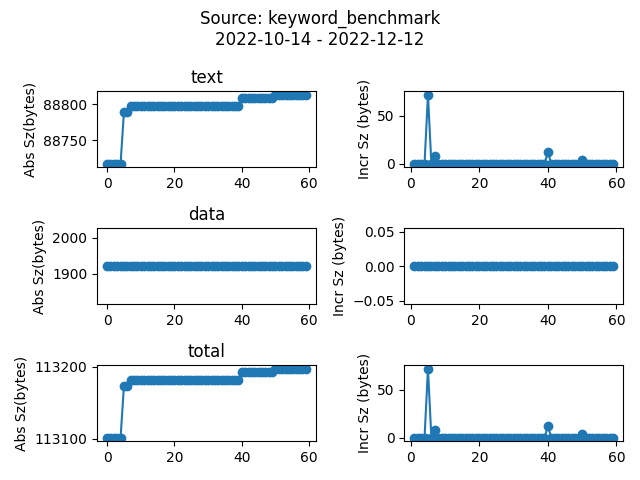 Source: keyword_benchmark
2022-10-14 - 2022-12-12
text
Abs Sz(bytes)
88800
88750
0 20 40 60
Incr Sz (bytes)
50
0
0 20 40 60
data
Abs Sz(bytes)
2000
1900
0 20 40 60
Incr Sz (bytes)
0.05
0.00
−0.05
0 20 40 60
total
Abs Sz(bytes)
113200
113100
0 20 40 60
Incr Sz (bytes)
50
0
0 20 40 60